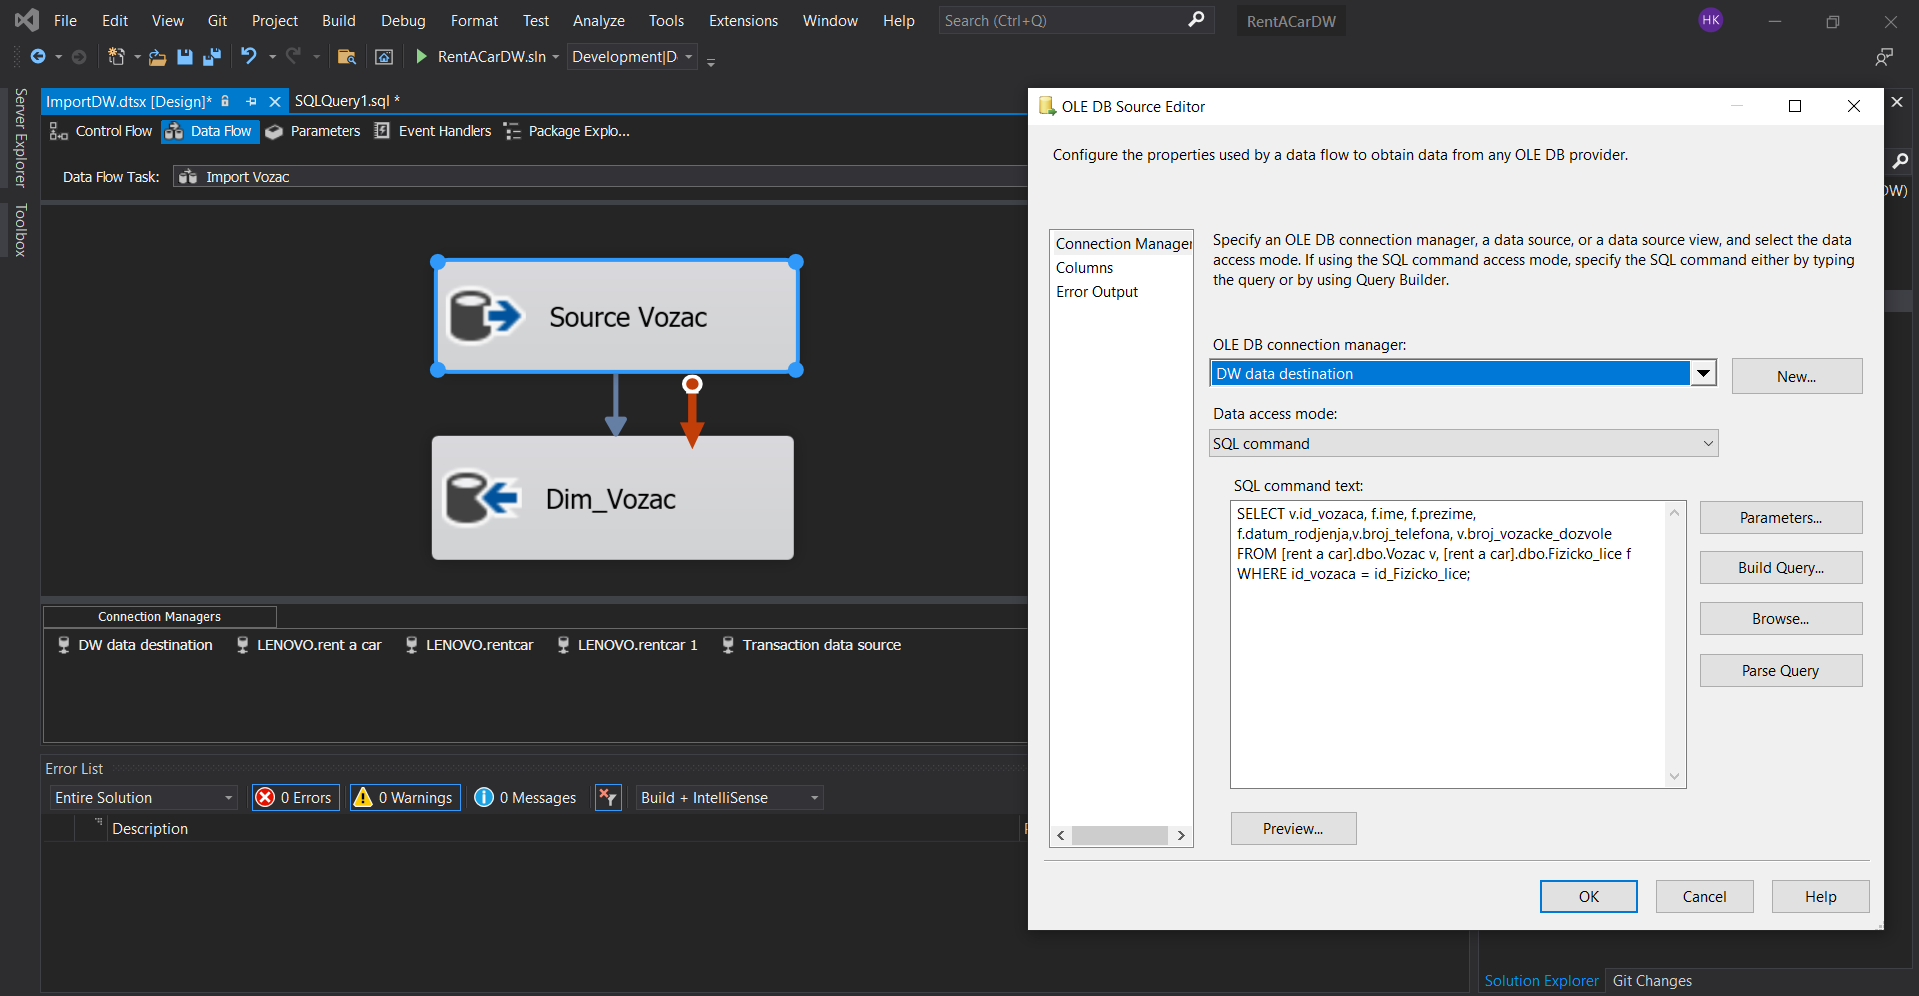 File Edit View Git Project Build Debug Format Test Analyze Tools Extensions Window Help Search (Ctrl+Q) RentACarDW HK
RentACarDW.sln Development|D
Server Explorer
Toolbox
ImportDW.dtsx [Design]* SQLQuery1.sql *
Control Flow Data Flow Parameters Event Handlers Package Explo...
Data Flow Task: Import Vozac
Source Vozac
Dim_Vozac
Connection Managers
DW data destination LENOVO.rent a car LENOVO.rentcar LENOVO.rentcar 1 Transaction data source
Error List
Entire Solution 0 Errors 0 Warnings 0 Messages Build + IntelliSense
Description
OLE DB Source Editor
Configure the properties used by a data flow to obtain data from any OLE DB provider.
Connection Manager
Columns
Error Output
Specify an OLE DB connection manager, a data source, or a data source view, and select the data
access mode. If using the SQL command access mode, specify the SQL command either by typing
the query or by using Query Builder.
OLE DB connection manager:
DW data destination
New...
Data access mode:
SQL command
SQL command text:
SELECT v.id_vozaca, f.ime, f.prezime,
f.datum_rodjenja,v.broj_telefona, v.broj_vozacke_dozvole
FROM [rent a car].dbo.Vozac v, [rent a car].dbo.Fizicko_lice f
WHERE id_vozaca = id_Fizicko_lice;
Parameters...
Build Query...
Browse...
Parse Query
Preview...
OK Cancel Help
DW)
Solution Explorer Git Changes